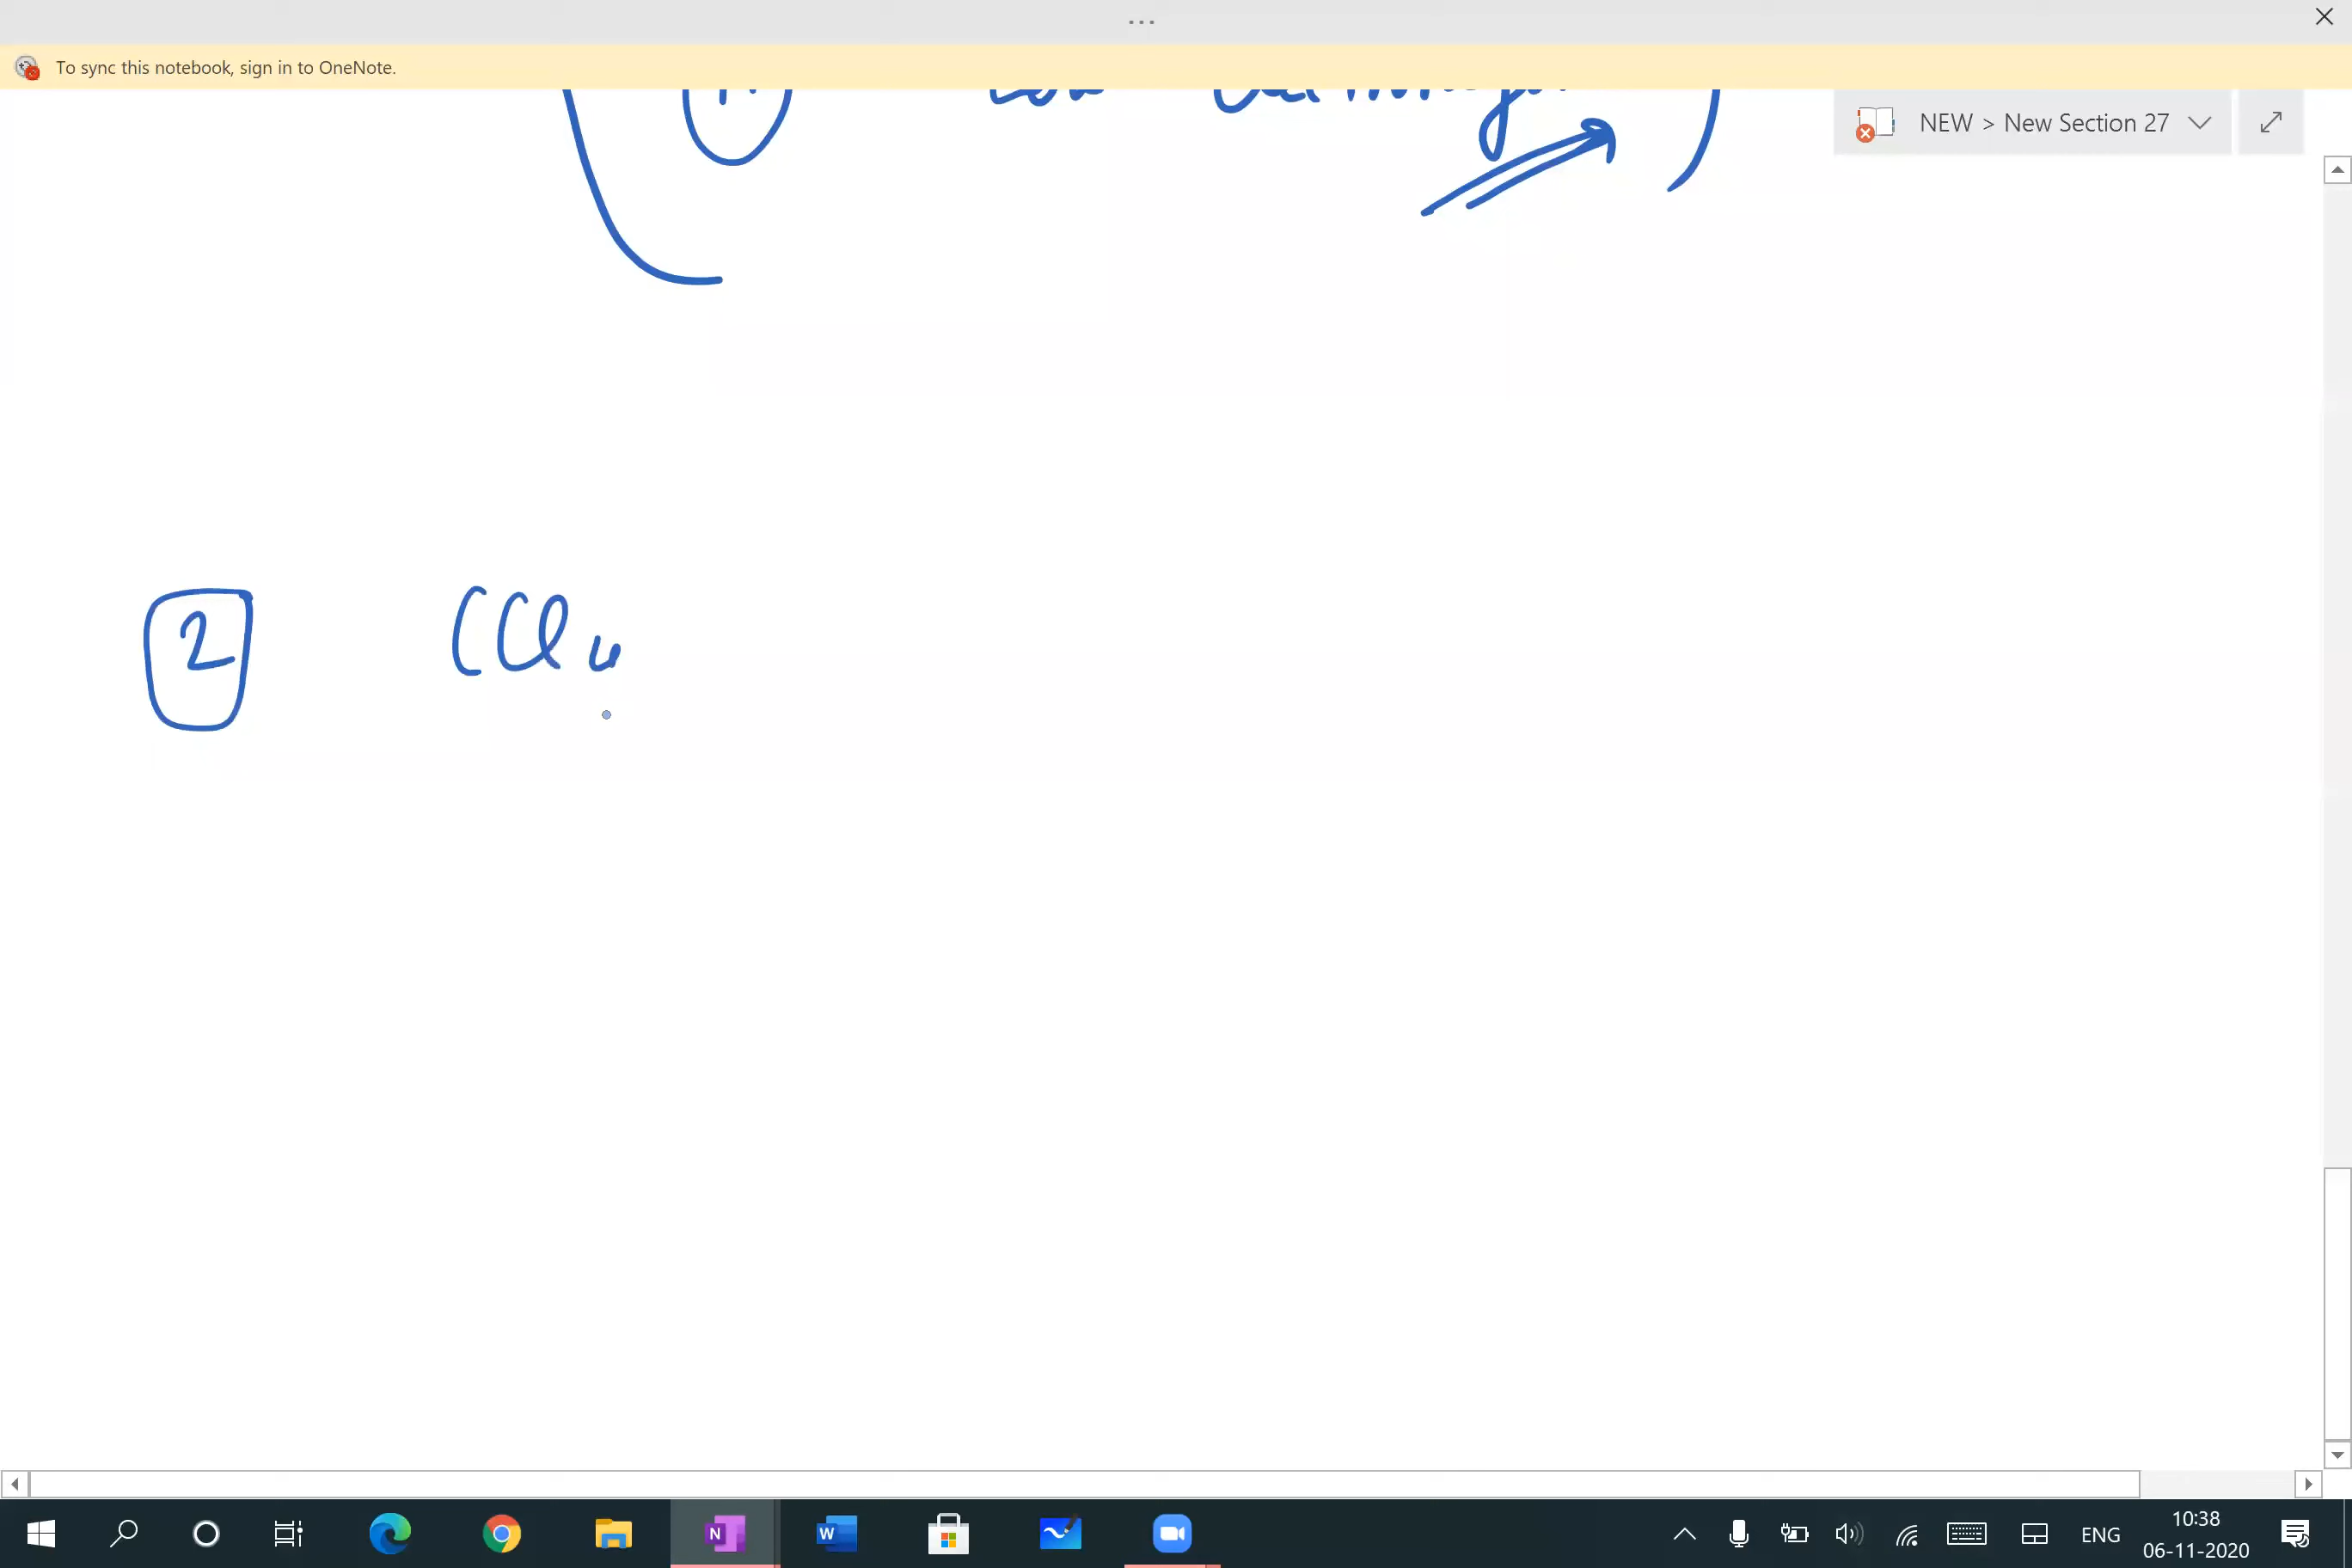 To sync this notebook, sign in to OneNote.
NEW > New Section 27
2 CCl4
ENG
10:38
06-11-2020